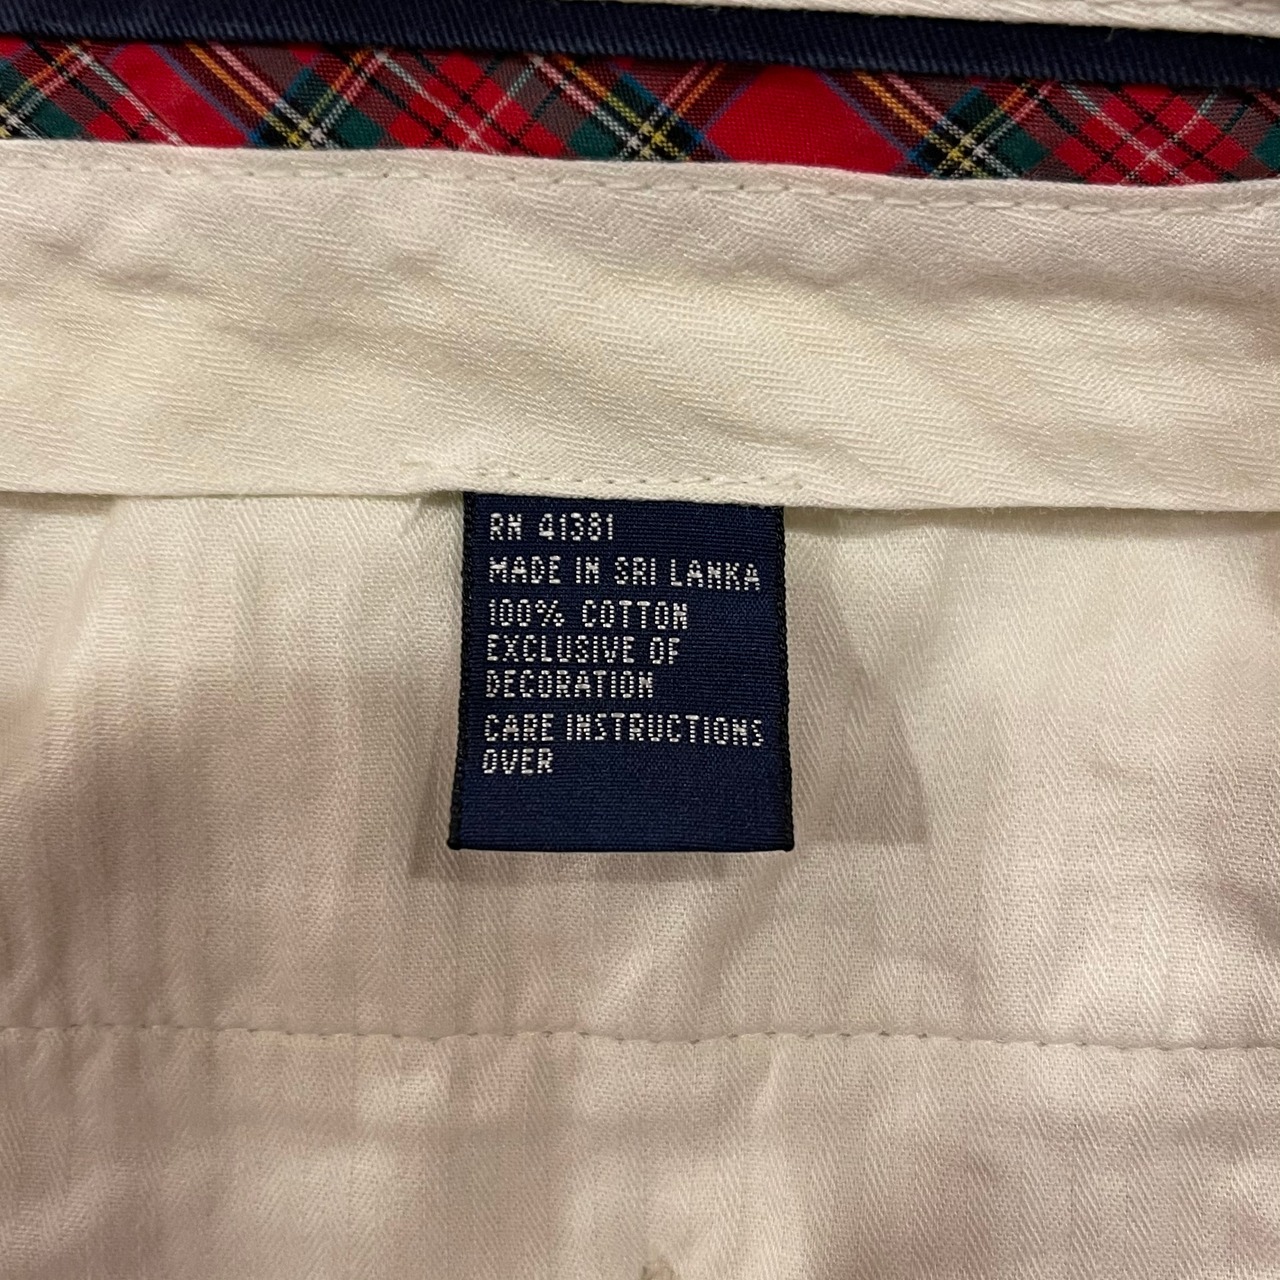 RN 41381
MADE IN SRI LANKA
100% COTTON
EXCLUSIVE OF
DECORATION
CARE INSTRUCTIONS
OVER